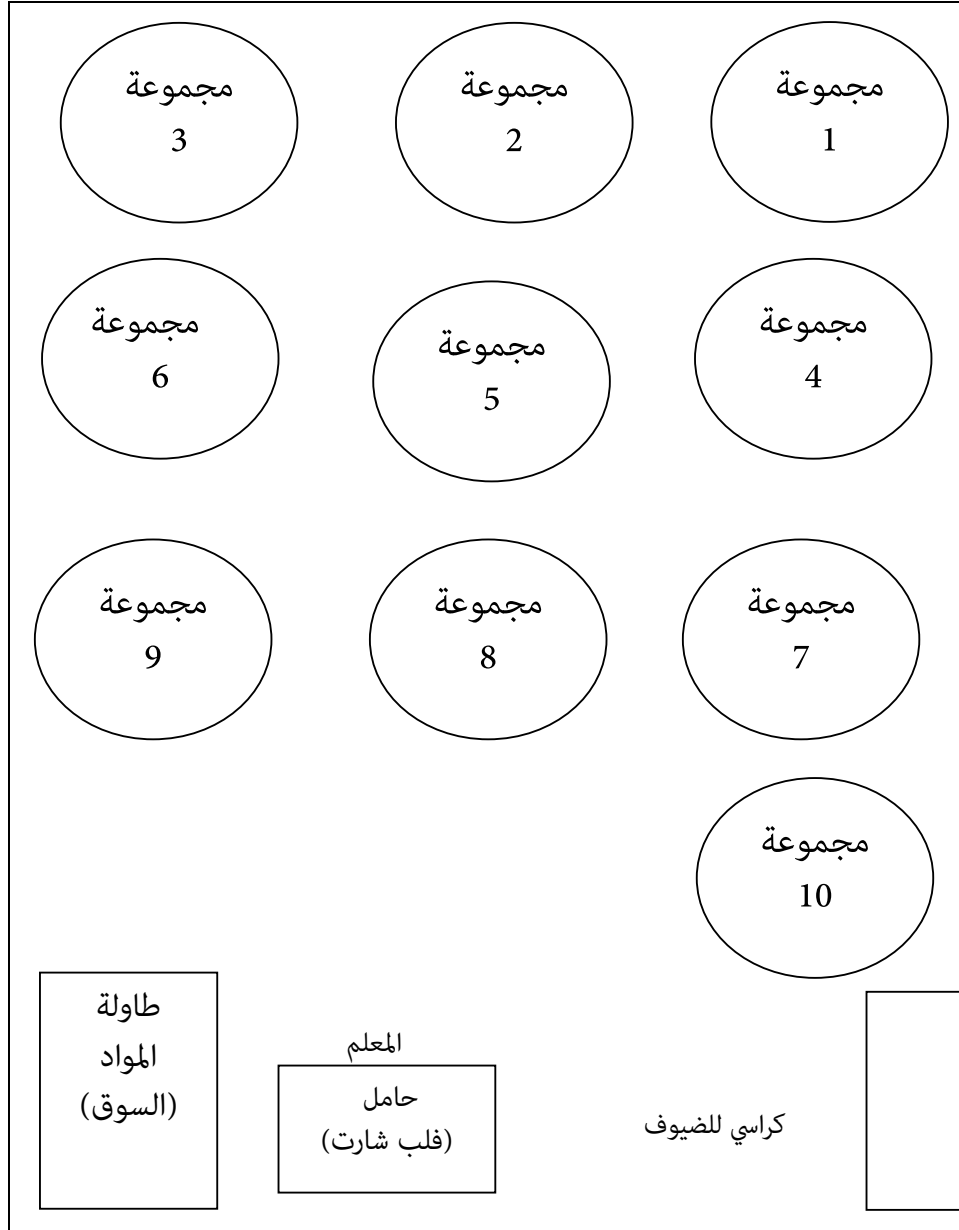 مجموعة
1
مجموعة
2
مجموعة
3
مجموعة
4
مجموعة
5
مجموعة
6
مجموعة
7
مجموعة
8
مجموعة
9
مجموعة
10
كراسي للضيوف
المعلم
حامل
(فلب شارت)
طاولة
المواد
(السوق)